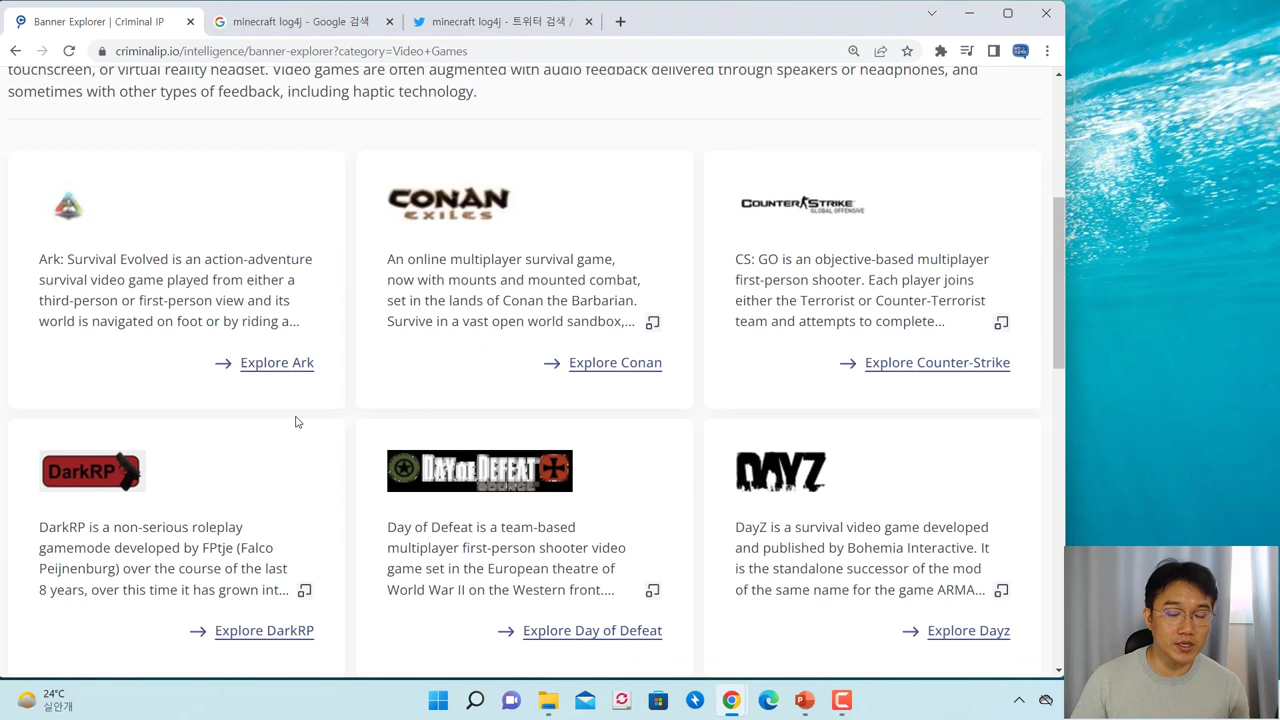 Banner Explorer | Criminal IP
minecraft log4j - Google 검색
minecraft log4j - 트위터 검색 /
criminalip.io/intelligence/banner-explorer?category=Video+Games
touchscreen, or virtual reality headset. Video games are often augmented with audio feedback delivered through speakers or headphones, and
sometimes with other types of feedback, including haptic technology.
CONAN
EXILES
COUNTER STRIKE
GLOBAL OFFENSIVE
Ark: Survival Evolved is an action-adventure
survival video game played from either a
third-person or first-person view and its
world is navigated on foot or by riding a...
Explore Ark
An online multiplayer survival game,
now with mounts and mounted combat,
set in the lands of Conan the Barbarian.
Survive in a vast open world sandbox,...
Explore Conan
CS: GO is an objective-based multiplayer
first-person shooter. Each player joins
either the Terrorist or Counter-Terrorist
team and attempts to complete...
Explore Counter-Strike
DarkRP
DAY OF DEFEAT
SOURCE
DAYZ
DarkRP is a non-serious roleplay
gamemode developed by FPtje (Falco
Peijnenburg) over the course of the last
8 years, over this time it has grown int...
Explore DarkRP
Day of Defeat is a team-based
multiplayer first-person shooter video
game set in the European theatre of
World War II on the Western front....
Explore Day of Defeat
DayZ is a survival video game developed
and published by Bohemia Interactive. It
is the standalone successor of the mod
of the same name for the game ARMA...
Explore Dayz
24°C
실안개